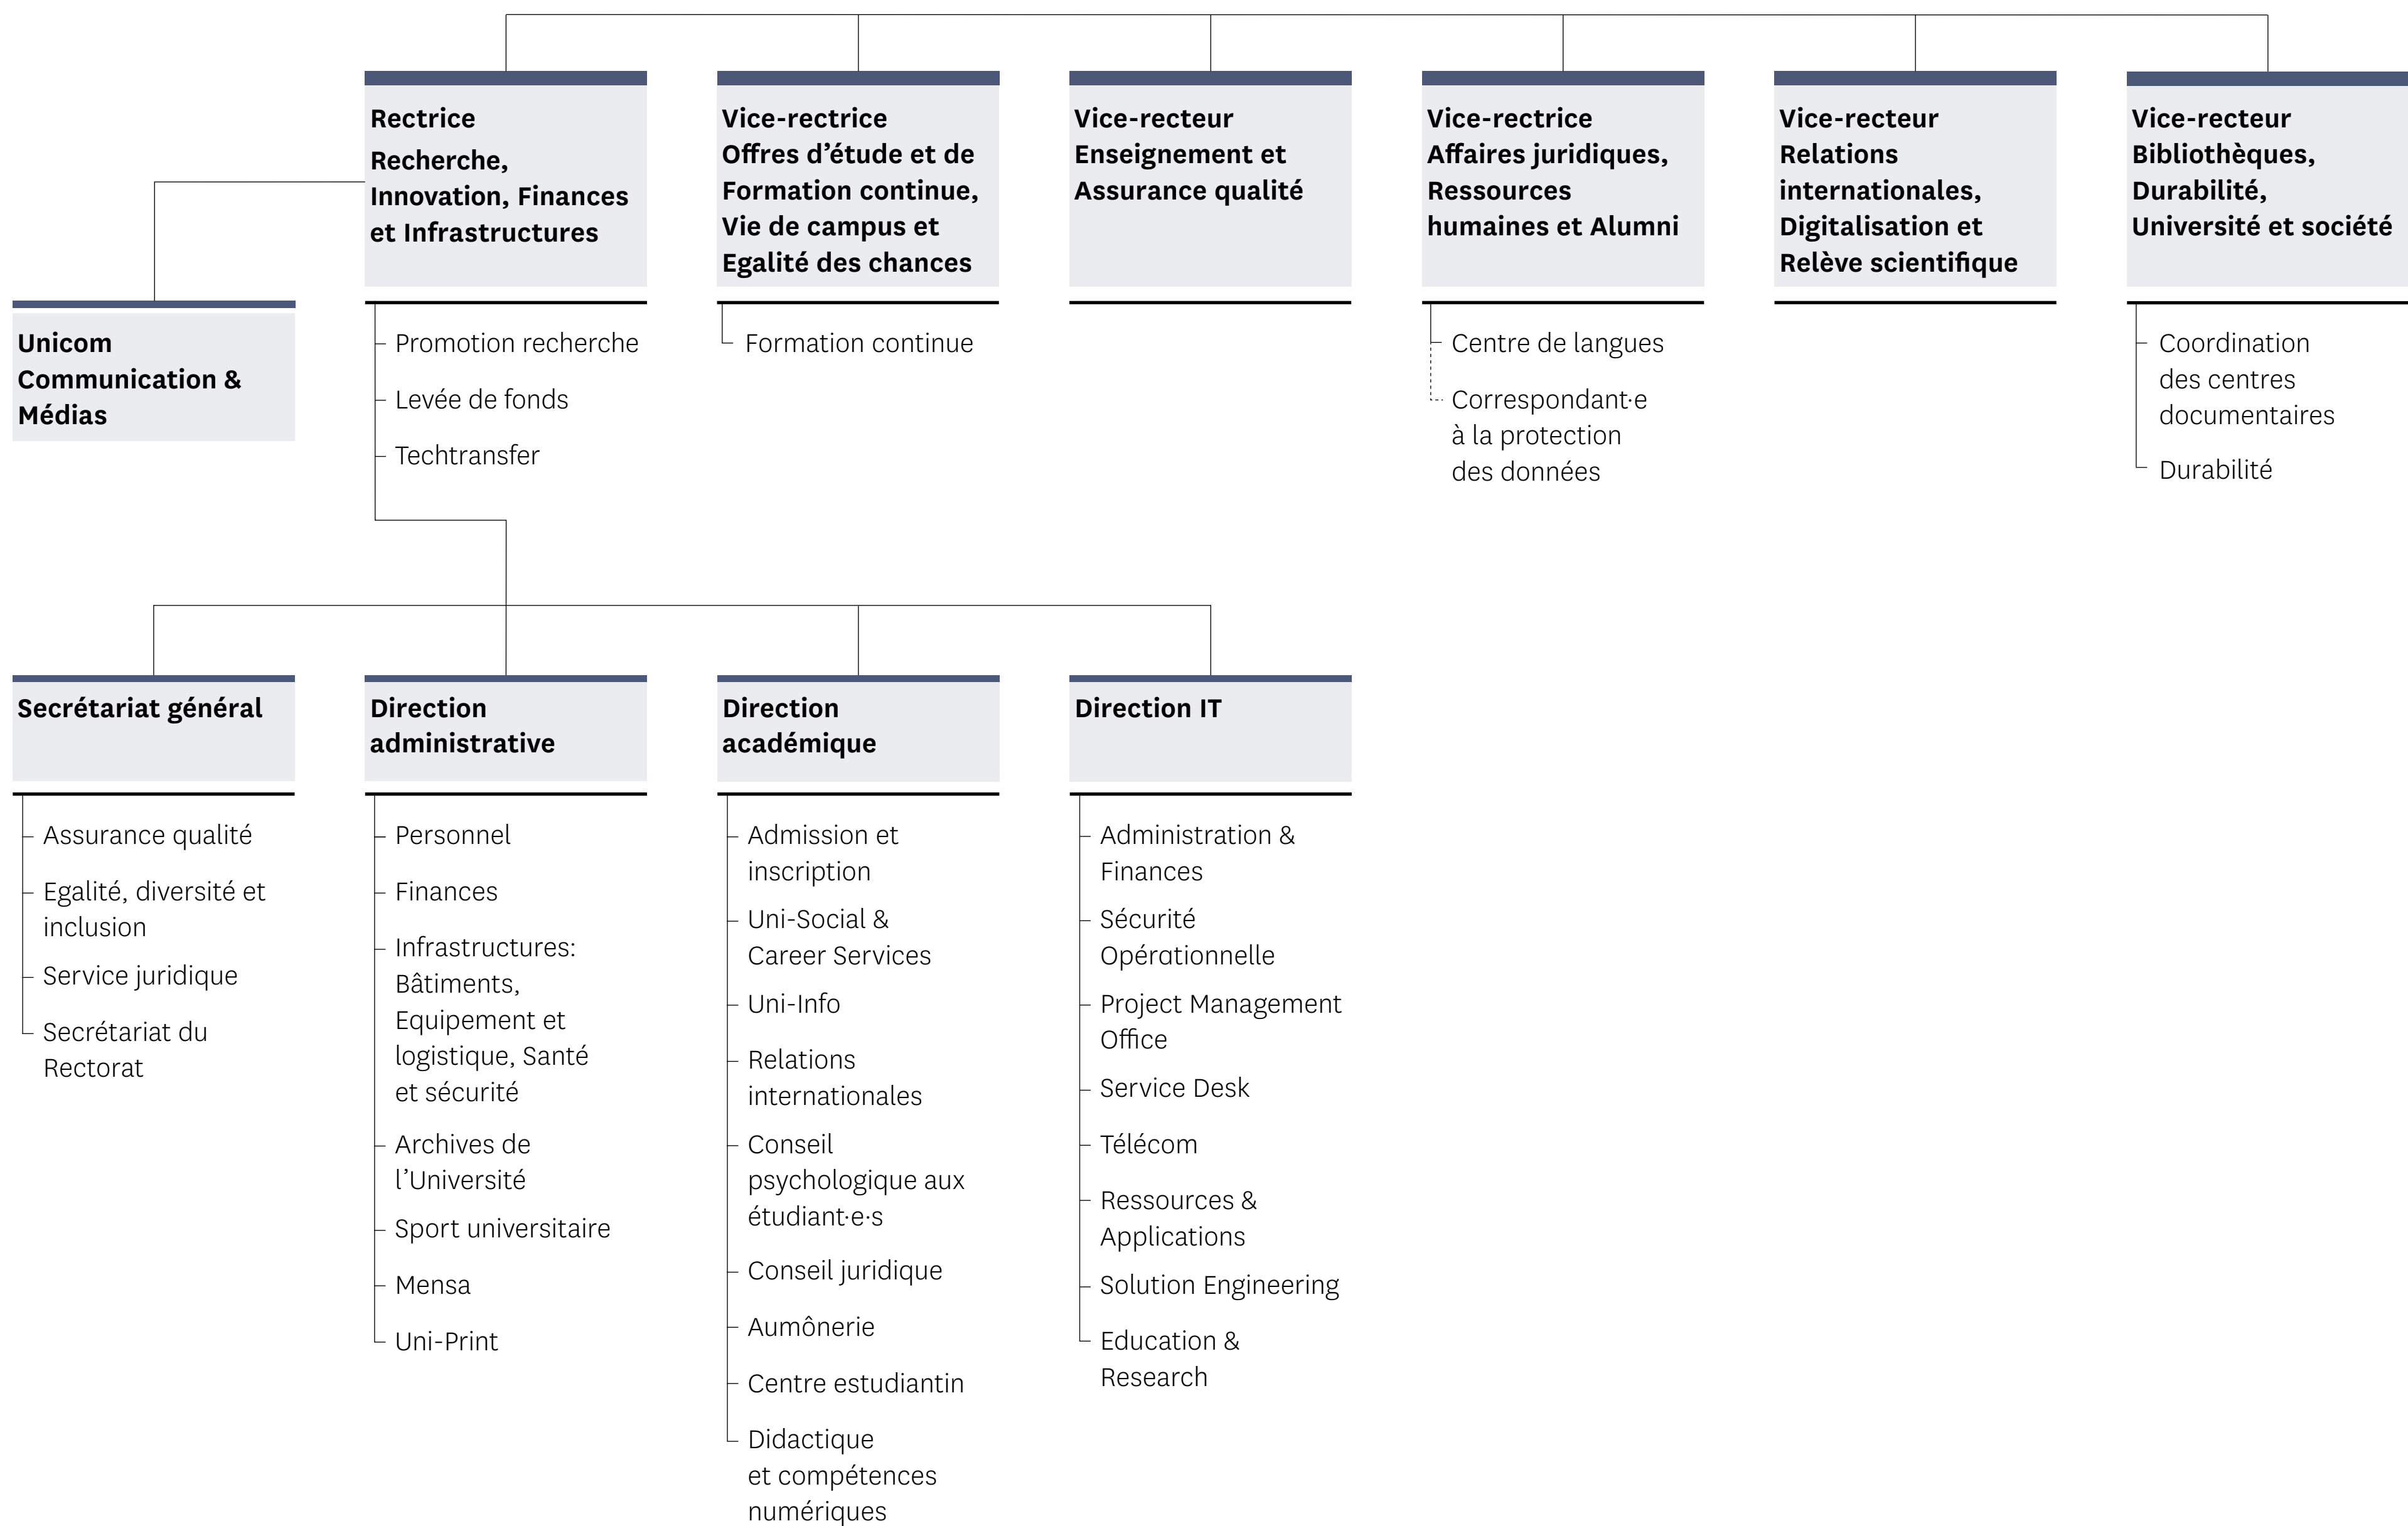 Rectrice
Recherche,
Innovation, Finances
et Infrastructures
Vice-rectrice
Offres d’étude et de
Formation continue,
Vie de campus et
Egalité des chances
Vice-recteur
Enseignement et
Assurance qualité
Vice-rectrice
Affaires juridiques,
Ressources
humaines et Alumni
Vice-recteur
Relations
internationales,
Digitalisation et
Relève scientifique
Vice-recteur
Bibliothèques,
Durabilité,
Université et société
Unicom
Communication &
Médias
Promotion recherche
Levée de fonds
Techtransfer
Formation continue
Centre de langues
Correspondant·e
à la protection
des données
Coordination
des centres
documentaires
Durabilité
Secrétariat général
Assurance qualité
Egalité, diversité et
inclusion
Service juridique
Secrétariat du
Rectorat
Direction
administrative
Personnel
Finances
Infrastructures:
Bâtiments,
Equipement et
logistique, Santé
et sécurité
Archives de
l’Université
Sport universitaire
Mensa
Uni-Print
Direction
académique
Admission et
inscription
Uni-Social &
Career Services
Uni-Info
Relations
internationales
Conseil
psychologique aux
étudiant·e·s
Conseil juridique
Aumônerie
Centre estudiantin
Didactique
et compétences
numériques
Direction IT
Administration &
Finances
Sécurité
Opérationnelle
Project Management
Office
Service Desk
Télécom
Ressources &
Applications
Solution Engineering
Education &
Research